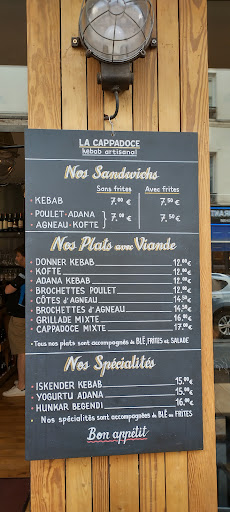 LA CAPPADOCE
kebab artisanal
Nos Sandwichs
Sans frites Avec frites
- KEBAB 7.00 € 7.50 €
- POULET-ADANA
- AGNEAU-KOFTE 7.00 € 7.50 €
Nos Plats avec Viande
- DONNER KEBAB 12.00 €
- KOFTE 12.00 €
- ADANA KEBAB 12.00 €
- BROCHETTES POULET 12.00 €
- CÔTES d'AGNEAU 14.50 €
- BROCHETTES d'AGNEAU 14.50 €
- GRILLADE MIXTE 16.00 €
- CAPPADOCE MIXTE 17.00 €
- Tous nos plats sont accompagnés de BLÉ, FRITES et SALADE
Nos Spécialités
- ISKENDER KEBAB 15.00 €
- YOGURTU ADANA 15.00 €
- HUNKAR BEGENDI 16.00 €
- Nos spécialités sont accompagnées de BLÉ ou FRITES
Bon appétit